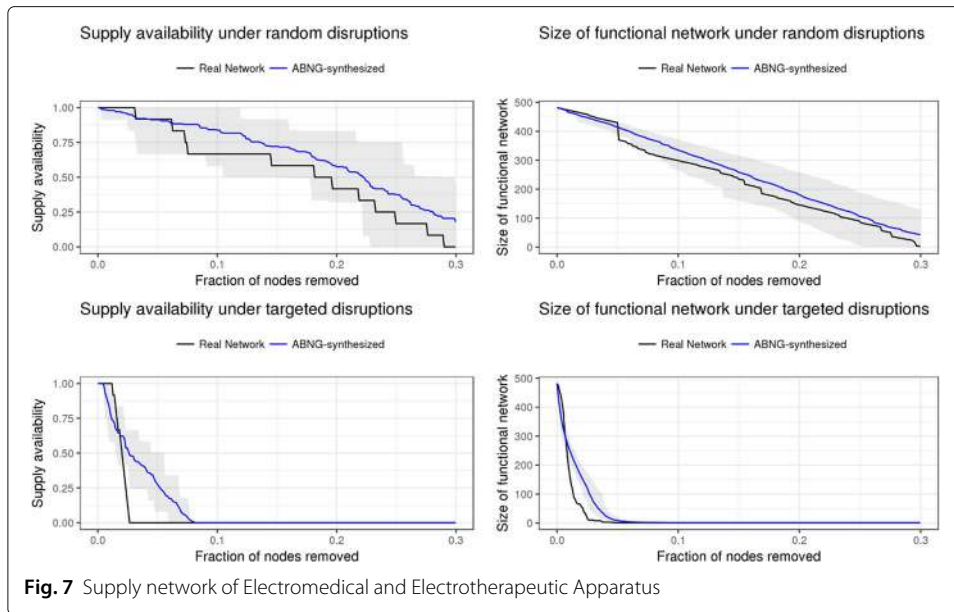 Supply availability under random disruptions
Real Network ABNG-synthesized
1.00
0.75
0.50
0.25
0.00
Supply availability
0.0 0.1 0.2 0.3
Fraction of nodes removed
Size of functional network under random disruptions
Real Network ABNG-synthesized
500
400
300
200
100
0
Size of functional network
0.0 0.1 0.2 0.3
Fraction of nodes removed
Supply availability under targeted disruptions
Real Network ABNG-synthesized
1.00
0.75
0.50
0.25
0.00
Supply availability
0.0 0.1 0.2 0.3
Fraction of nodes removed
Size of functional network under targeted disruptions
Real Network ABNG-synthesized
500
400
300
200
100
0
Size of functional network
0.0 0.1 0.2 0.3
Fraction of nodes removed
Fig. 7 Supply network of Electromedical and Electrotherapeutic Apparatus